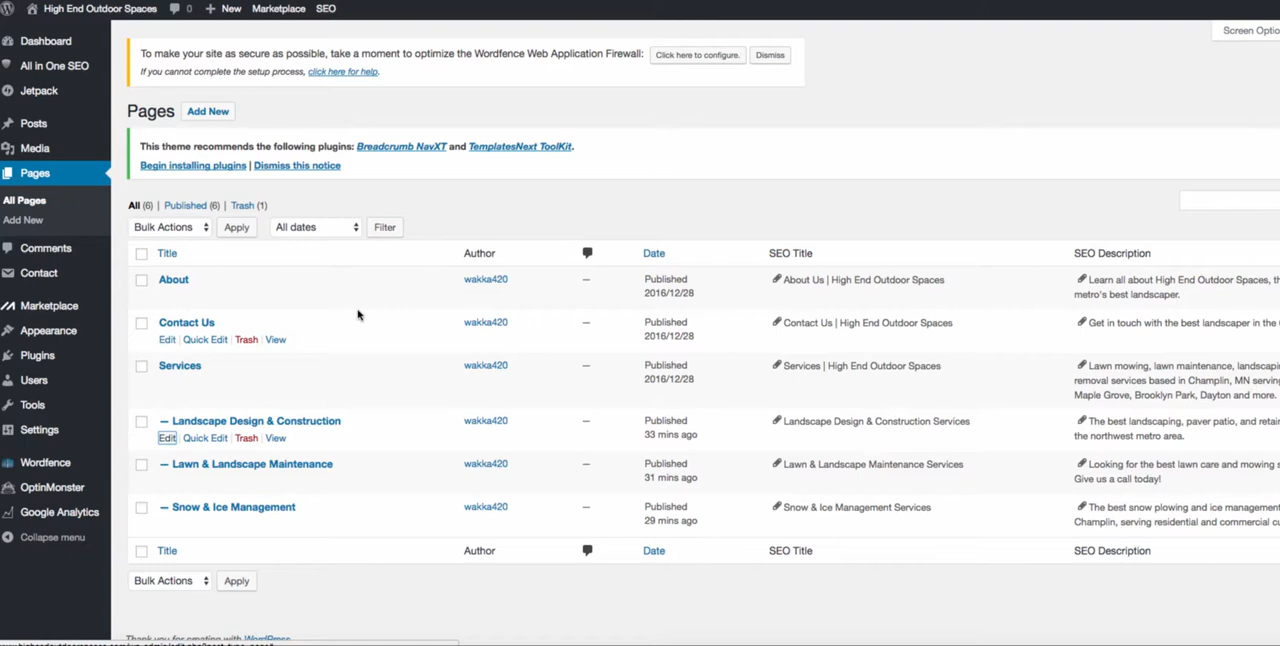 High End Outdoor Spaces 0 + New Marketplace SEO
Screen Optio
Dashboard
All in One SEO
Jetpack
Posts
Media
Pages
All Pages
Add New
Comments
Contact
Marketplace
Appearance
Plugins
Users
Tools
Settings
Wordfence
OptinMonster
Google Analytics
Collapse menu
To make your site as secure as possible, take a moment to optimize the Wordfence Web Application Firewall: Click here to configure. Dismiss
If you cannot complete the setup process, click here for help.
Pages Add New
This theme recommends the following plugins: Breadcrumb NavXT and TemplatesNext ToolKit.
Begin installing plugins | Dismiss this notice
All (6) | Published (6) | Trash (1)
Bulk Actions Apply All dates Filter
Title Author Date SEO Title SEO Description
About wakka420 — Published About Us | High End Outdoor Spaces Learn all about High End Outdoor Spaces, th
2016/12/28 metro's best landscaper.
Contact Us wakka420 — Published Contact Us | High End Outdoor Spaces Get in touch with the best landscaper in the
Edit | Quick Edit | Trash | View 2016/12/28
Services wakka420 — Published Services | High End Outdoor Spaces Lawn mowing, lawn maintenance, landscapi
2016/12/28 removal services based in Champlin, MN serving
Maple Grove, Brooklyn Park, Dayton and more.
— Landscape Design & Construction wakka420 — Published Landscape Design & Construction Services The best landscaping, paver patio, and retai
Edit | Quick Edit | Trash | View 33 mins ago the northwest metro area.
— Lawn & Landscape Maintenance wakka420 — Published Lawn & Landscape Maintenance Services Looking for the best lawn care and mowing s
31 mins ago Give us a call today!
— Snow & Ice Management wakka420 — Published Snow & Ice Management Services The best snow plowing and ice management
29 mins ago Champlin, serving residential and commercial cu
Title Author Date SEO Title SEO Description
Bulk Actions Apply
Thank you for creating with WordPress.